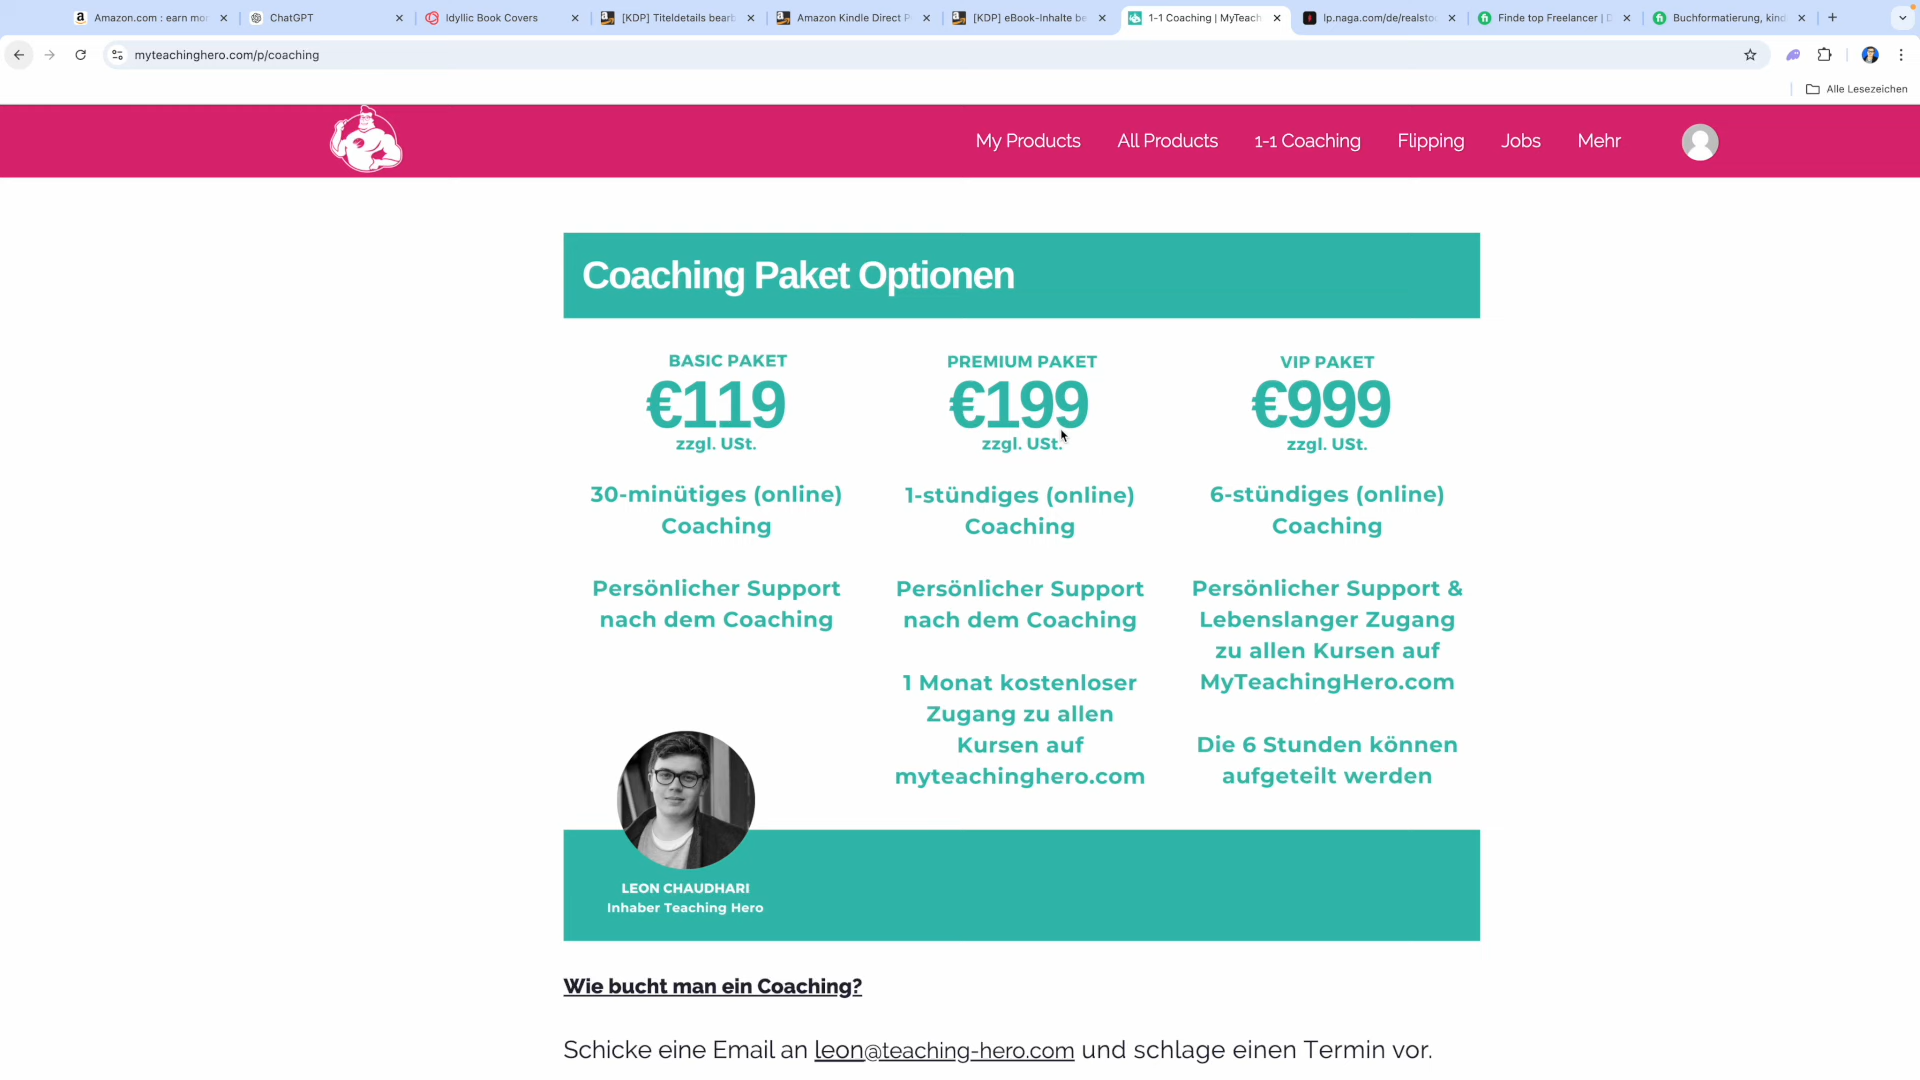 Amazon.com : earn mor
ChatGPT
Idyllic Book Covers
[KDP] Titeldetails bearb
Amazon Kindle Direct P
[KDP] eBook-Inhalte be
1-1 Coaching | MyTeach
lp.naga.com/de/realstoc
Finde top Freelancer | D
Buchformatierung, kind
myteachinghero.com/p/coaching
Alle Lesezeichen
My Products All Products 1-1 Coaching Flipping Jobs Mehr
Coaching Paket Optionen
BASIC PAKET
€119
zzgl. USt.
30-minütiges (online)
Coaching
Persönlicher Support
nach dem Coaching
PREMIUM PAKET
€199
zzgl. USt.
1-stündiges (online)
Coaching
Persönlicher Support
nach dem Coaching
1 Monat kostenloser
Zugang zu allen
Kursen auf
myteachinghero.com
VIP PAKET
€999
zzgl. USt.
6-stündiges (online)
Coaching
Persönlicher Support &
Lebenslanger Zugang
zu allen Kursen auf
MyTeachingHero.com
Die 6 Stunden können
aufgeteilt werden
LEON CHAUDHARI
Inhaber Teaching Hero
Wie bucht man ein Coaching?
Schicke eine Email an leon@teaching-hero.com und schlage einen Termin vor.